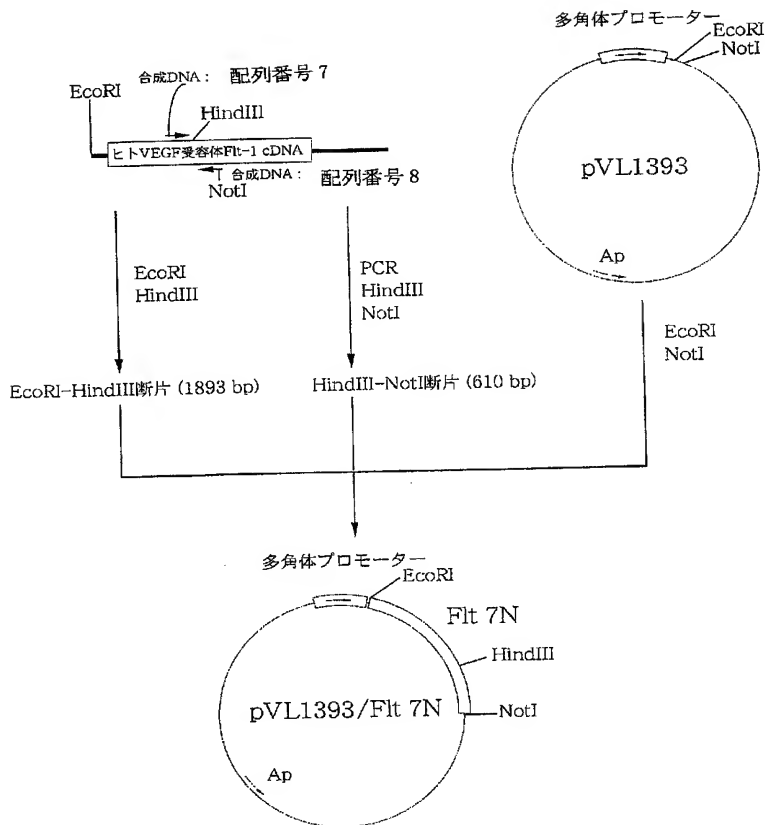 多角体プロモーター
EcoRI
NotI
合成DNA: 配列番号 7
EcoRI
HindIII
ヒトVEGF受容体Flt-1 cDNA
合成DNA: 配列番号 8
NotI
pVL1393
Ap
EcoRI
HindIII
PCR
HindIII
NotI
EcoRI
NotI
EcoRI-HindIII断片 (1893 bp)
HindIII-NotI断片 (610 bp)
多角体プロモーター
EcoRI
Flt 7N
HindIII
pVL1393/Flt 7N
NotI
Ap